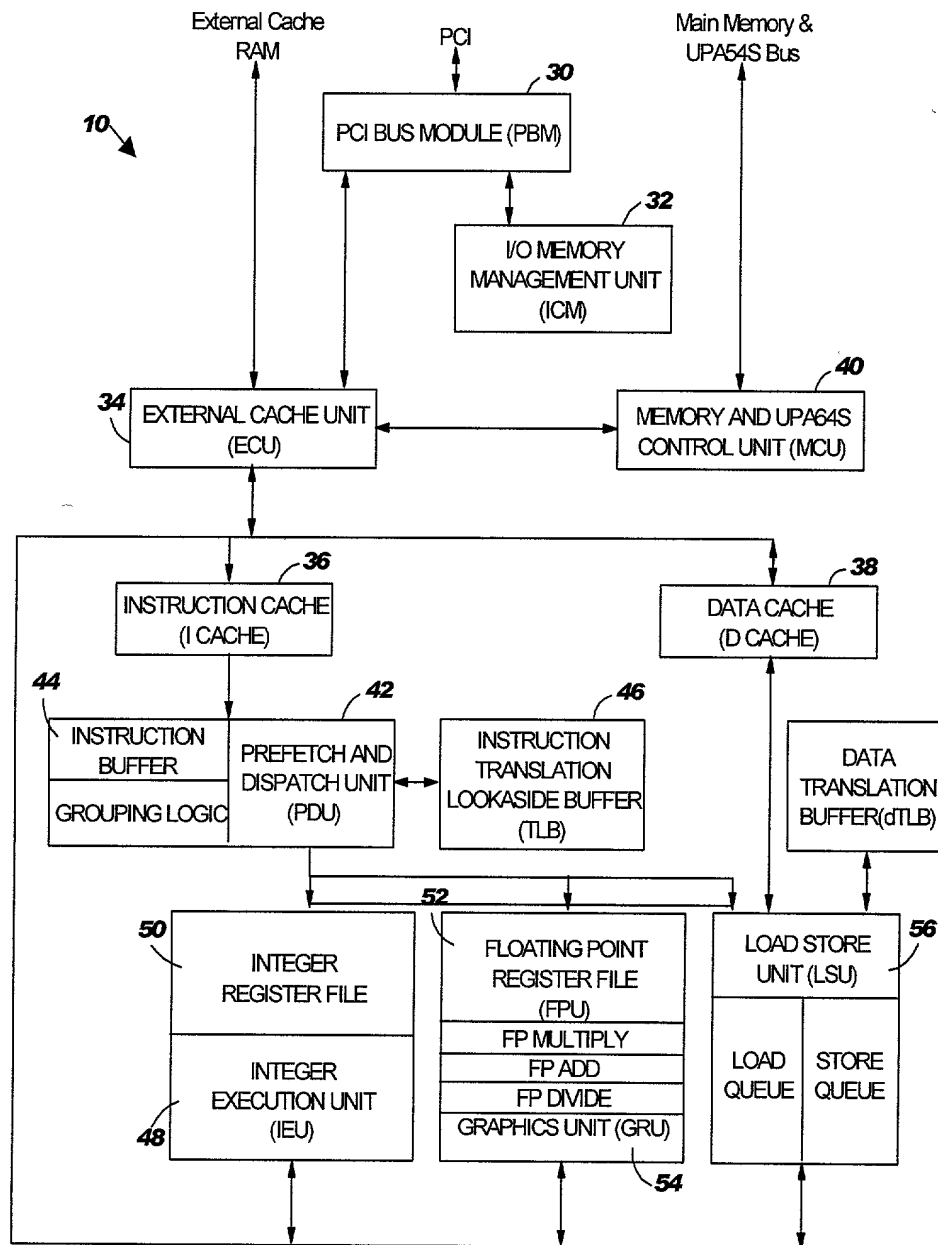 External Cache
RAM
PCI
Main Memory &
UPA54S Bus
10
30
PCI BUS MODULE (PBM)
32
I/O MEMORY
MANAGEMENT UNIT
(ICM)
34
EXTERNAL CACHE UNIT
(ECU)
40
MEMORY AND UPA64S
CONTROL UNIT (MCU)
36
INSTRUCTION CACHE
(I CACHE)
38
DATA CACHE
(D CACHE)
44
INSTRUCTION
BUFFER
GROUPING LOGIC
42
PREFETCH AND
DISPATCH UNIT
(PDU)
46
INSTRUCTION
TRANSLATION
LOOKASIDE BUFFER
(TLB)
DATA
TRANSLATION
BUFFER(dTLB)
50
INTEGER
REGISTER FILE
INTEGER
EXECUTION UNIT
(IEU)
48
52
FLOATING POINT
REGISTER FILE
(FPU)
FP MULTIPLY
FP ADD
FP DIVIDE
GRAPHICS UNIT (GRU)
54
LOAD STORE
UNIT (LSU)
56
LOAD
QUEUE
STORE
QUEUE